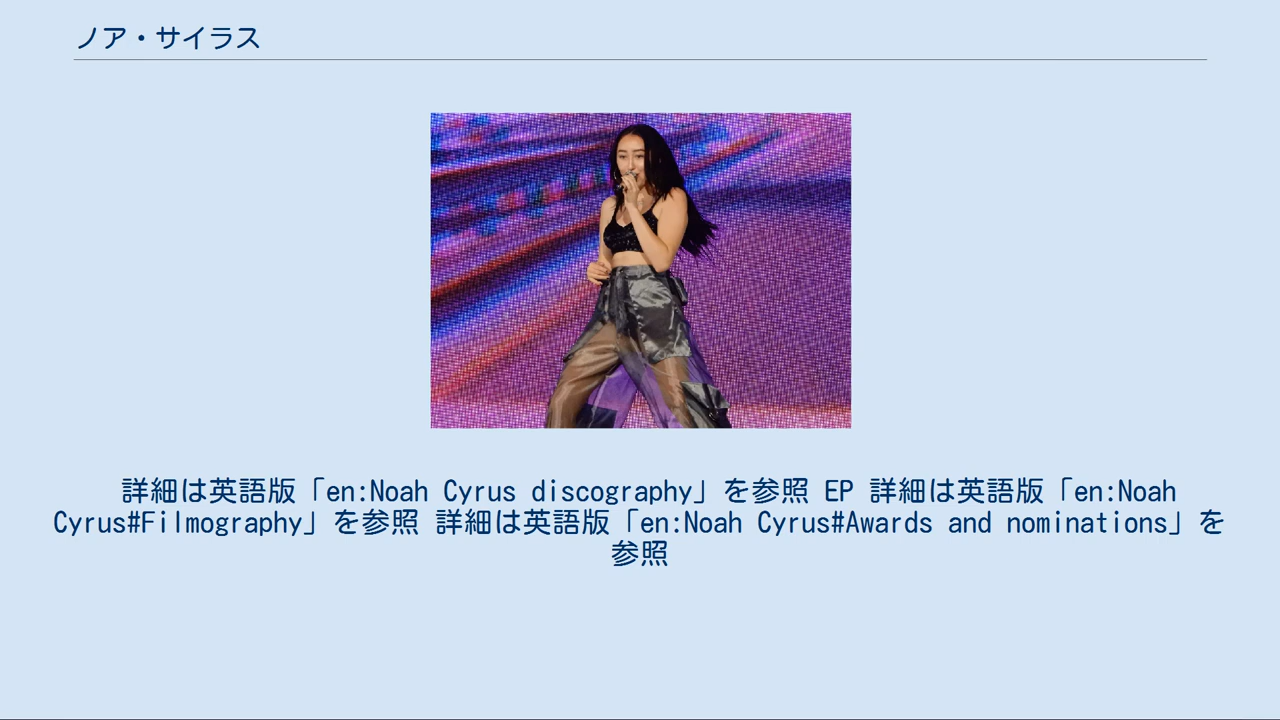 ノア・サイラス
詳細は英語版「en:Noah Cyrus discography」を参照 EP 詳細は英語版「en:Noah
Cyrus#Filmography」を参照 詳細は英語版「en:Noah Cyrus#Awards and nominations」を
参照